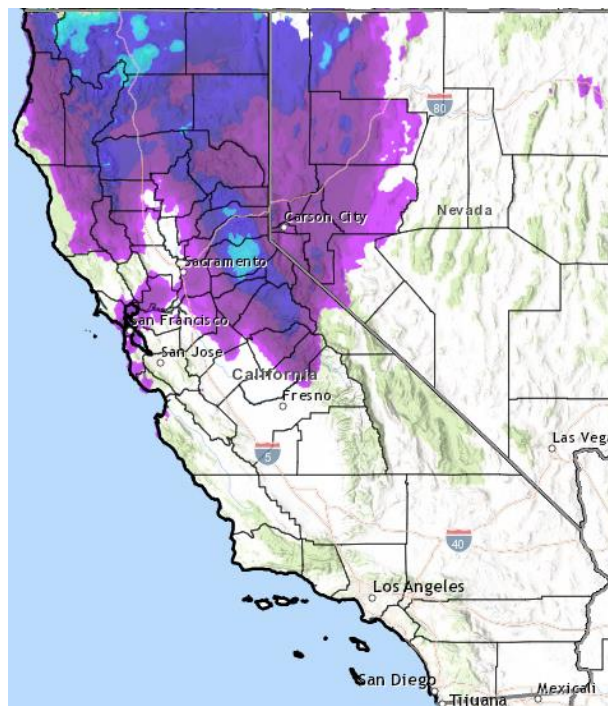 80
Nevada
Carson City
Sacramento
San Francisco
San Jose
California
Fresno
5
Las Vega
40
Los Angeles
San Diego
Mexicali
Tijuana